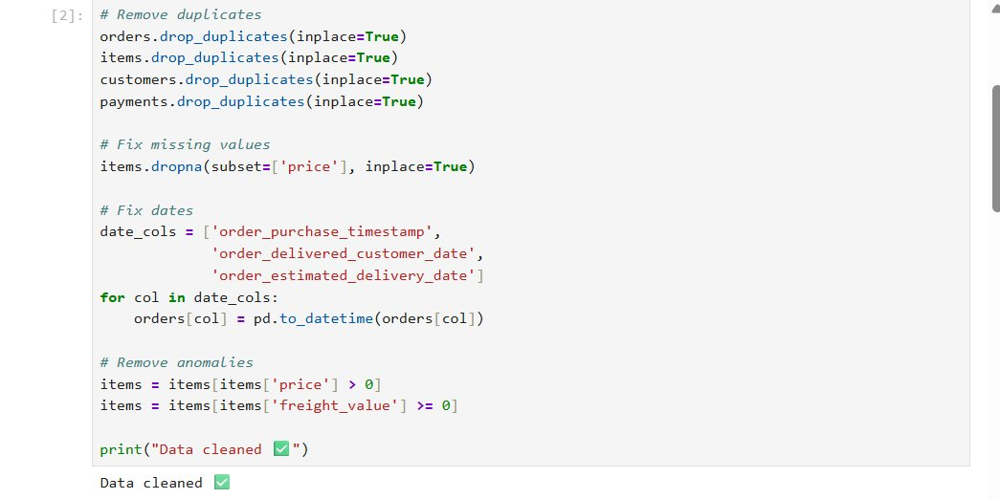 [2]: # Remove duplicates
orders.drop_duplicates(inplace=True)
items.drop_duplicates(inplace=True)
customers.drop_duplicates(inplace=True)
payments.drop_duplicates(inplace=True)

# Fix missing values
items.dropna(subset=['price'], inplace=True)

# Fix dates
date_cols = ['order_purchase_timestamp',
             'order_delivered_customer_date',
             'order_estimated_delivery_date']
for col in date_cols:
    orders[col] = pd.to_datetime(orders[col])

# Remove anomalies
items = items[items['price'] > 0]
items = items[items['freight_value'] >= 0]

print("Data cleaned ✅")
Data cleaned ✅